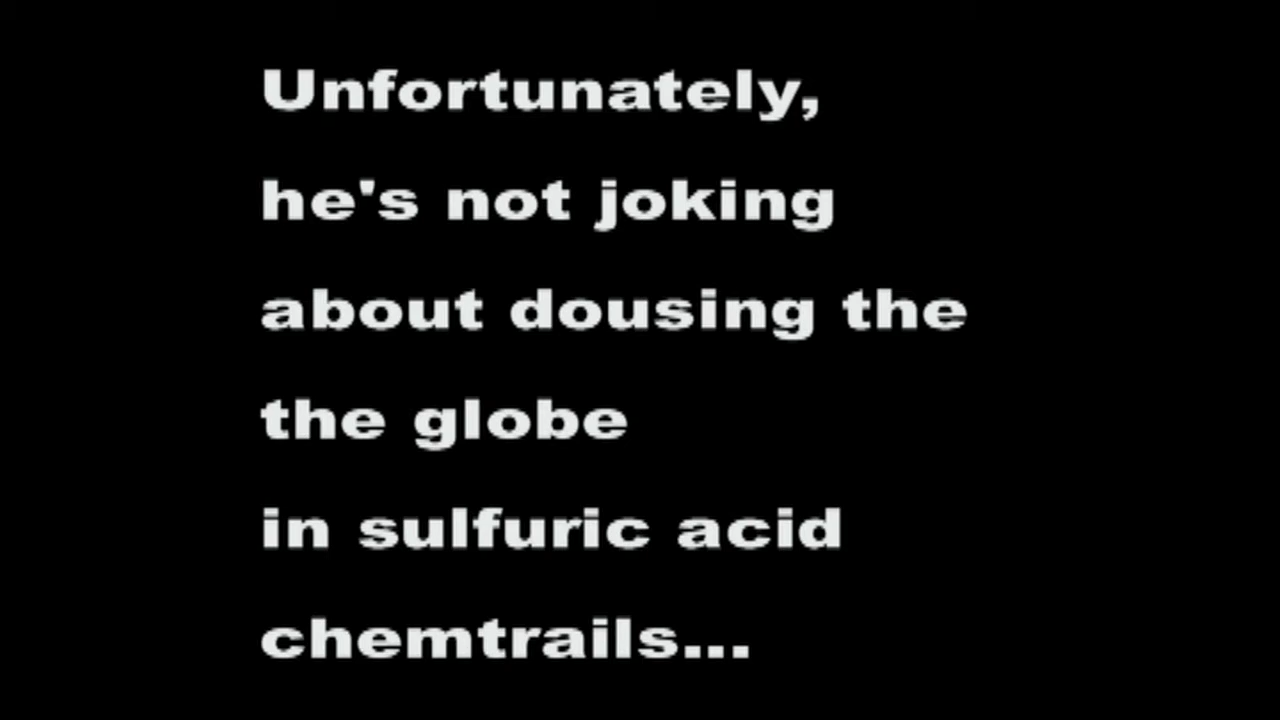 Unfortunately,
he's not joking
about dousing the
the globe
in sulfuric acid
chemtrails...